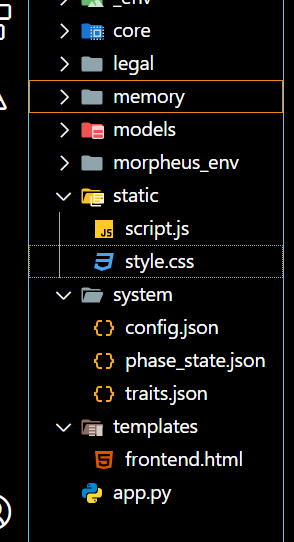 _env
core
legal
memory
models
morpheus_env
static
JS script.js
style.css
system
config.json
phase_state.json
traits.json
templates
frontend.html
app.py